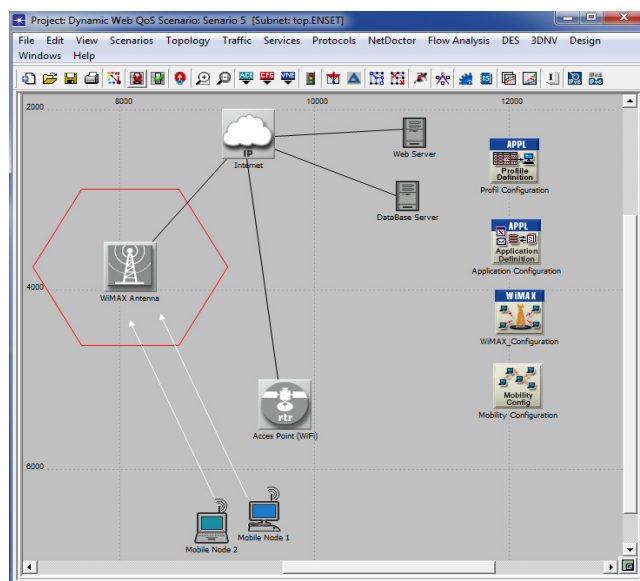 Project: Dynamic Web QoS Scenario: Senario 5 [Subnet: top.ENSET]
File Edit View Scenarios Topology Traffic Services Protocols NetDoctor Flow Analysis DES 3DNV Design
Windows Help
ACE CFG VNE
8000 10000 12000
2000
IP
Internet
Web Server
DataBase Server
APPL
Profile
Definition
Profil Configuration
APPL
Application
Definition
Application Configuration
WiMAX Antenna
4000
WiMAX
WiMAX_Configuration
Mobility
Config
Mobility Configuration
rtr
Acces Point (WiFi)
6000
Mobile Node 2
Mobile Node 1